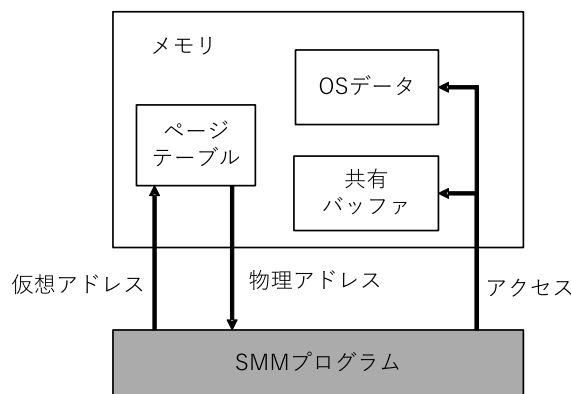 メモリ
OSデータ
ページ
テーブル
共有
バッファ
仮想アドレス
物理アドレス
アクセス
SMMプログラム